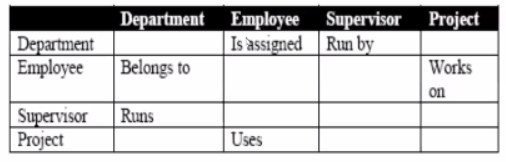 Department Employee Supervisor Project
Department Is assigned Run by
Employee Belongs to Works
on
Supervisor Runs
Project Uses